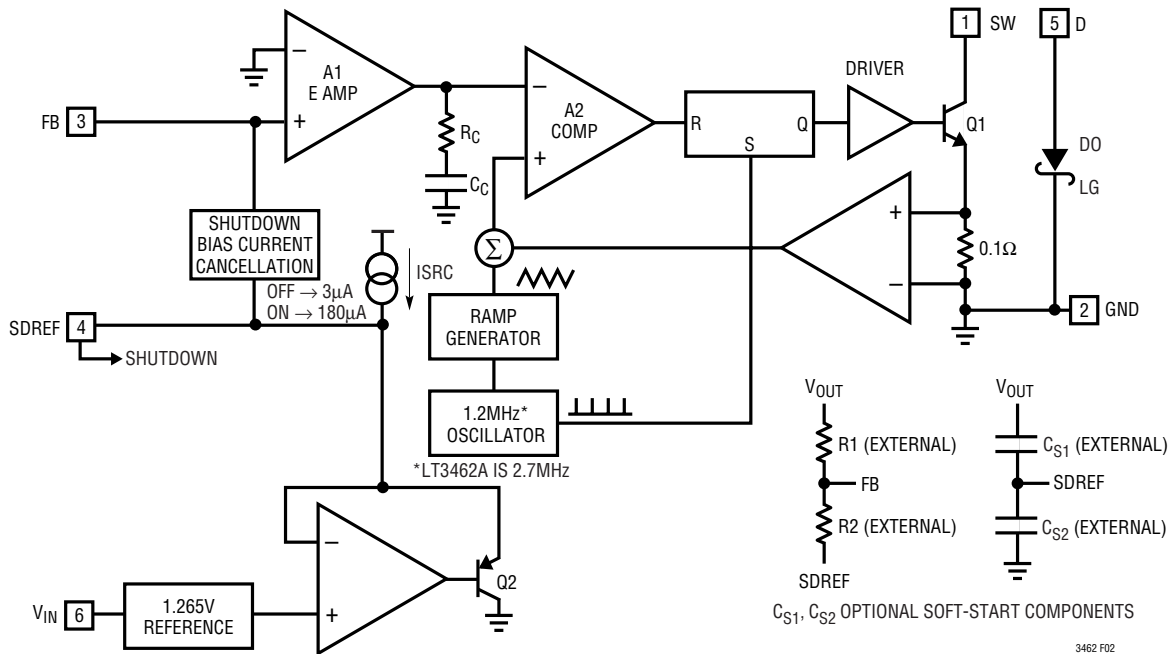 1 SW
5 D
A1
E AMP
−
+
FB 3
R_C
C_C
A2
COMP
−
+
R
Q
S
DRIVER
Q1
DO
LG
+
−
0.1Ω
2 GND
SHUTDOWN
BIAS CURRENT
CANCELLATION
OFF → 3µA
ON → 180µA
ISRC
Σ
RAMP
GENERATOR
SDREF 4
SHUTDOWN
1.2MHz*
OSCILLATOR
*LT3462A IS 2.7MHz
−
+
Q2
V_IN 6
1.265V
REFERENCE
V_OUT
R1 (EXTERNAL)
FB
R2 (EXTERNAL)
SDREF
V_OUT
C_S1 (EXTERNAL)
SDREF
C_S2 (EXTERNAL)
C_S1, C_S2 OPTIONAL SOFT-START COMPONENTS
3462 F02